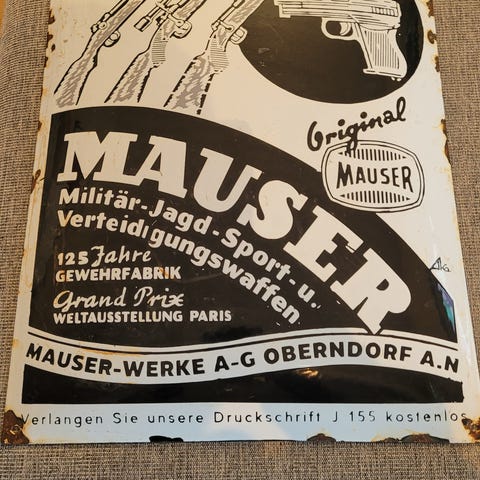 Original
MAUSER
MAUSER
Militär-Jagd-Sport-u.
Verteidigungswaffen
125 Jahre
GEWEHRFABRIK
Grand Prix
WELTAUSSTELLUNG PARIS
MAUSER-WERKE A-G OBERNDORF A.N
Verlangen Sie unsere Druckschrift J 155 kostenlos